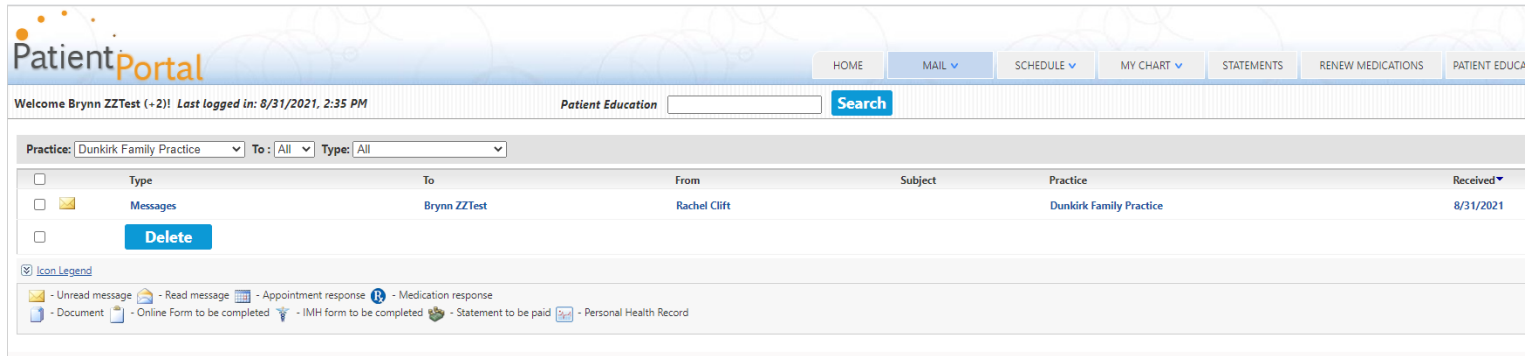 Patient Portal
HOME MAIL SCHEDULE MY CHART STATEMENTS RENEW MEDICATIONS PATIENT EDUCA
Welcome Brynn ZZTest (+2)! Last logged in: 8/31/2021, 2:35 PM Patient Education Search
Practice: Dunkirk Family Practice To : All Type: All
Type To From Subject Practice Received
Messages Brynn ZZTest Rachel Clift Dunkirk Family Practice 8/31/2021
Delete
Icon Legend
- Unread message - Read message - Appointment response - Medication response
- Document - Online Form to be completed - IMH form to be completed - Statement to be paid - Personal Health Record